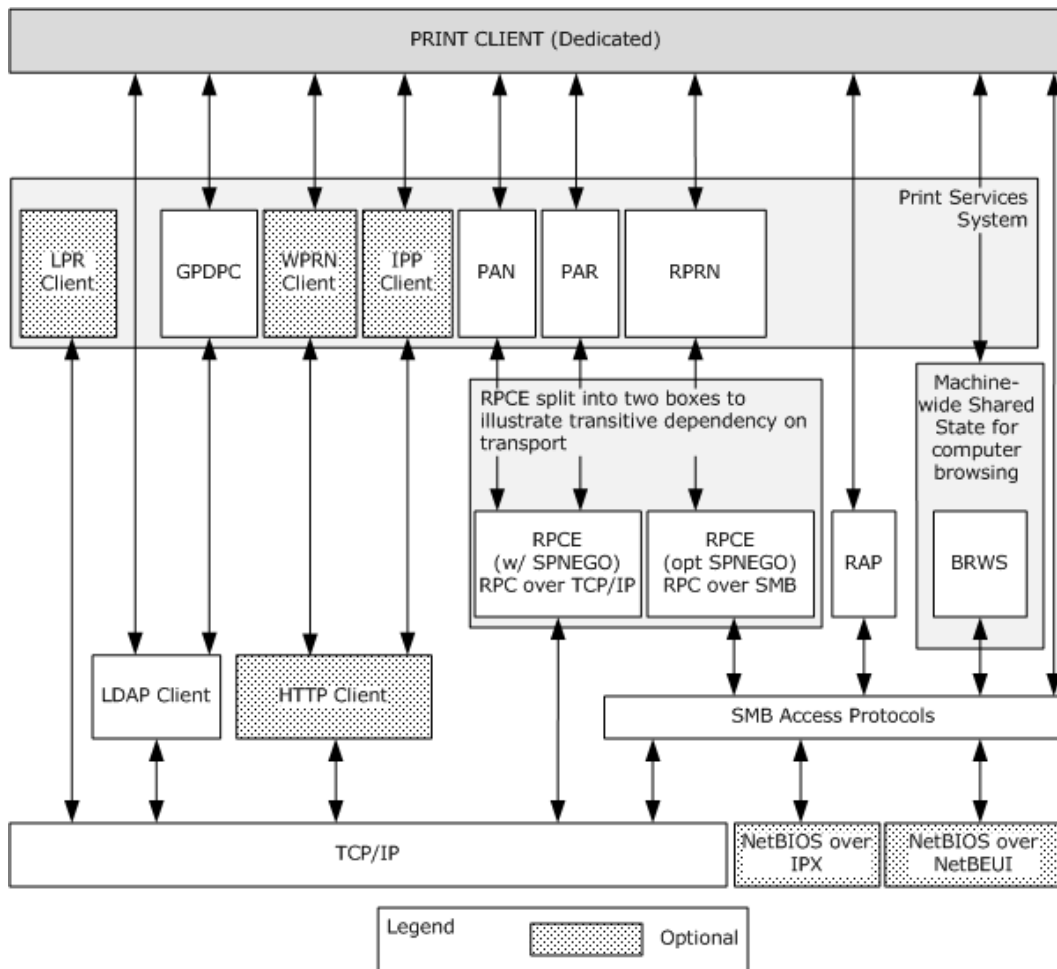 PRINT CLIENT (Dedicated)
Print Services
System
LPR
Client
GPDPC
WPRN
Client
IPP
Client
PAN
PAR
RPRN
RPCE split into two boxes to
illustrate transitive dependency on
transport
Machine-
wide Shared
State for
computer
browsing
RPCE
(w/ SPNEGO)
RPC over TCP/IP
RPCE
(opt SPNEGO)
RPC over SMB
RAP
BRWS
LDAP Client
HTTP Client
SMB Access Protocols
TCP/IP
NetBIOS over
IPX
NetBIOS over
NetBEUI
Legend
Optional